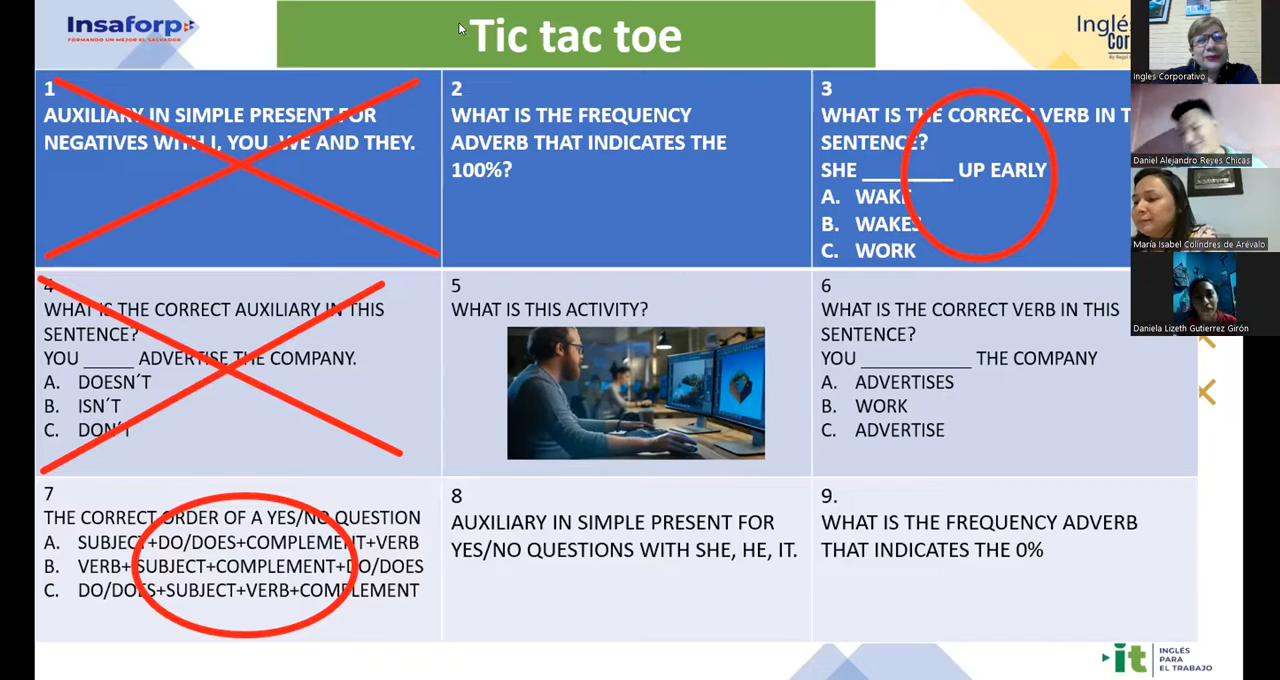 Insaforp
FORMANDO UN MEJOR EL SALVADOR
Tic tac toe
Inglé
Cor
1
AUXILIARY IN SIMPLE PRESENT FOR
NEGATIVES WITH I, YOU, WE AND THEY.
2
WHAT IS THE FREQUENCY
ADVERB THAT INDICATES THE
100%?
3
WHAT IS THE CORRECT VERB IN T
SENTENCE?
SHE _________ UP EARLY
A. WAKE
B. WAKES
C. WORK
4
WHAT IS THE CORRECT AUXILIARY IN THIS
SENTENCE?
YOU _____ ADVERTISE THE COMPANY.
A. DOESN´T
B. ISN´T
C. DON´T
5
WHAT IS THIS ACTIVITY?
6
WHAT IS THE CORRECT VERB IN THIS
SENTENCE?
YOU ___________ THE COMPANY
A. ADVERTISES
B. WORK
C. ADVERTISE
7
THE CORRECT ORDER OF A YES/NO QUESTION
A. SUBJECT+DO/DOES+COMPLEMENT+VERB
B. VERB+SUBJECT+COMPLEMENT+DO/DOES
C. DO/DOES+SUBJECT+VERB+COMPLEMENT
8
AUXILIARY IN SIMPLE PRESENT FOR
YES/NO QUESTIONS WITH SHE, HE, IT.
9.
WHAT IS THE FREQUENCY ADVERB
THAT INDICATES THE 0%
Ingles Corporativo
Daniel Alejandro Reyes Chicas
María Isabel Colindres de Arévalo
Daniela Lizeth Gutierrez Girón
it
INGLÉS
PARA
EL TRABAJO